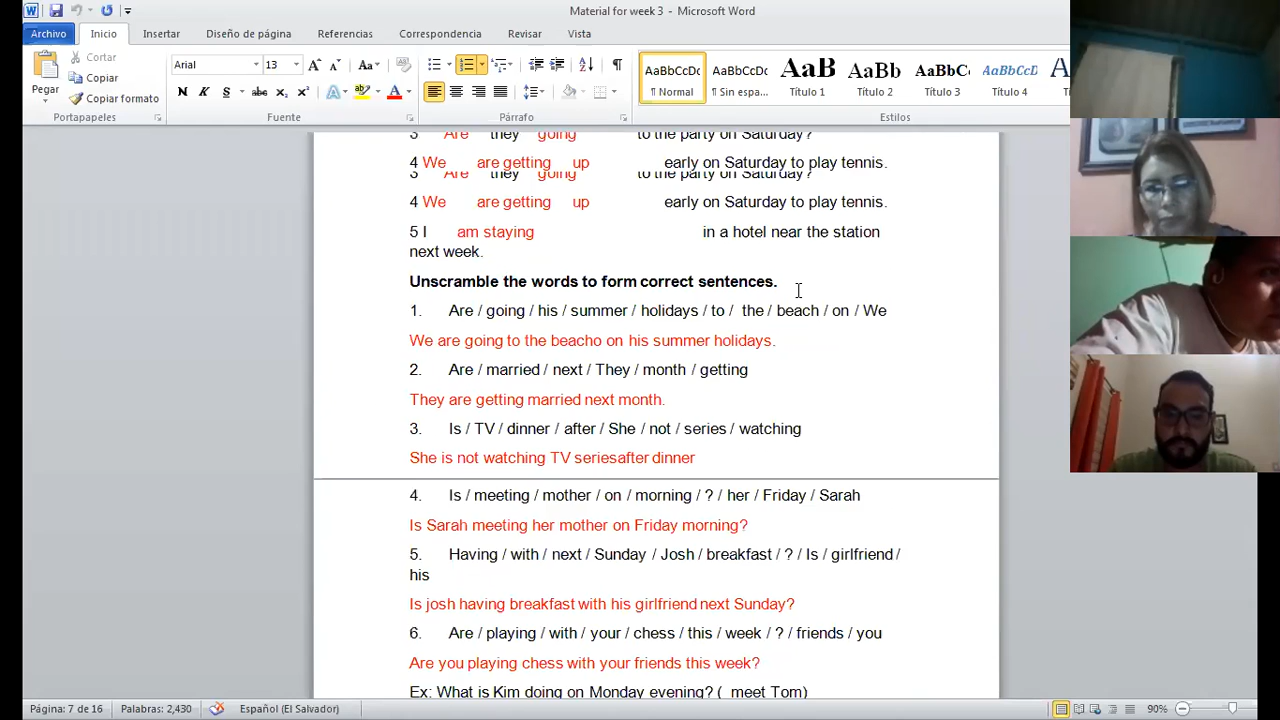 Material for week 3 - Microsoft Word
Archivo Inicio Insertar Diseño de página Referencias Correspondencia Revisar Vista
Pegar
Cortar
Copiar
Copiar formato
Portapapeles
Arial 13
Fuente
Párrafo
AaBbCcDc AaBbCcDc AaB AaBb AaBbC AaBbCcD
¶ Normal ¶ Sin espa... Título 1 Título 2 Título 3 Título 4 Tít
Estilos
3 Are they going to the party on Saturday?
4 We are getting up early on Saturday to play tennis.
3 Are they going to the party on Saturday?
4 We are getting up early on Saturday to play tennis.
5 I am staying in a hotel near the station
next week.
Unscramble the words to form correct sentences.
1. Are / going / his / summer / holidays / to / the / beach / on / We
We are going to the beacho on his summer holidays.
2. Are / married / next / They / month / getting
They are getting married next month.
3. Is / TV / dinner / after / She / not / series / watching
She is not watching TV seriesafter dinner
4. Is / meeting / mother / on / morning / ? / her / Friday / Sarah
Is Sarah meeting her mother on Friday morning?
5. Having / with / next / Sunday / Josh / breakfast / ? / Is / girlfriend /
his
Is josh having breakfast with his girlfriend next Sunday?
6. Are / playing / with / your / chess / this / week / ? / friends / you
Are you playing chess with your friends this week?
Ex: What is Kim doing on Monday evening? ( meet Tom)
Página: 7 de 16 Palabras: 2,430 Español (El Salvador) 90%